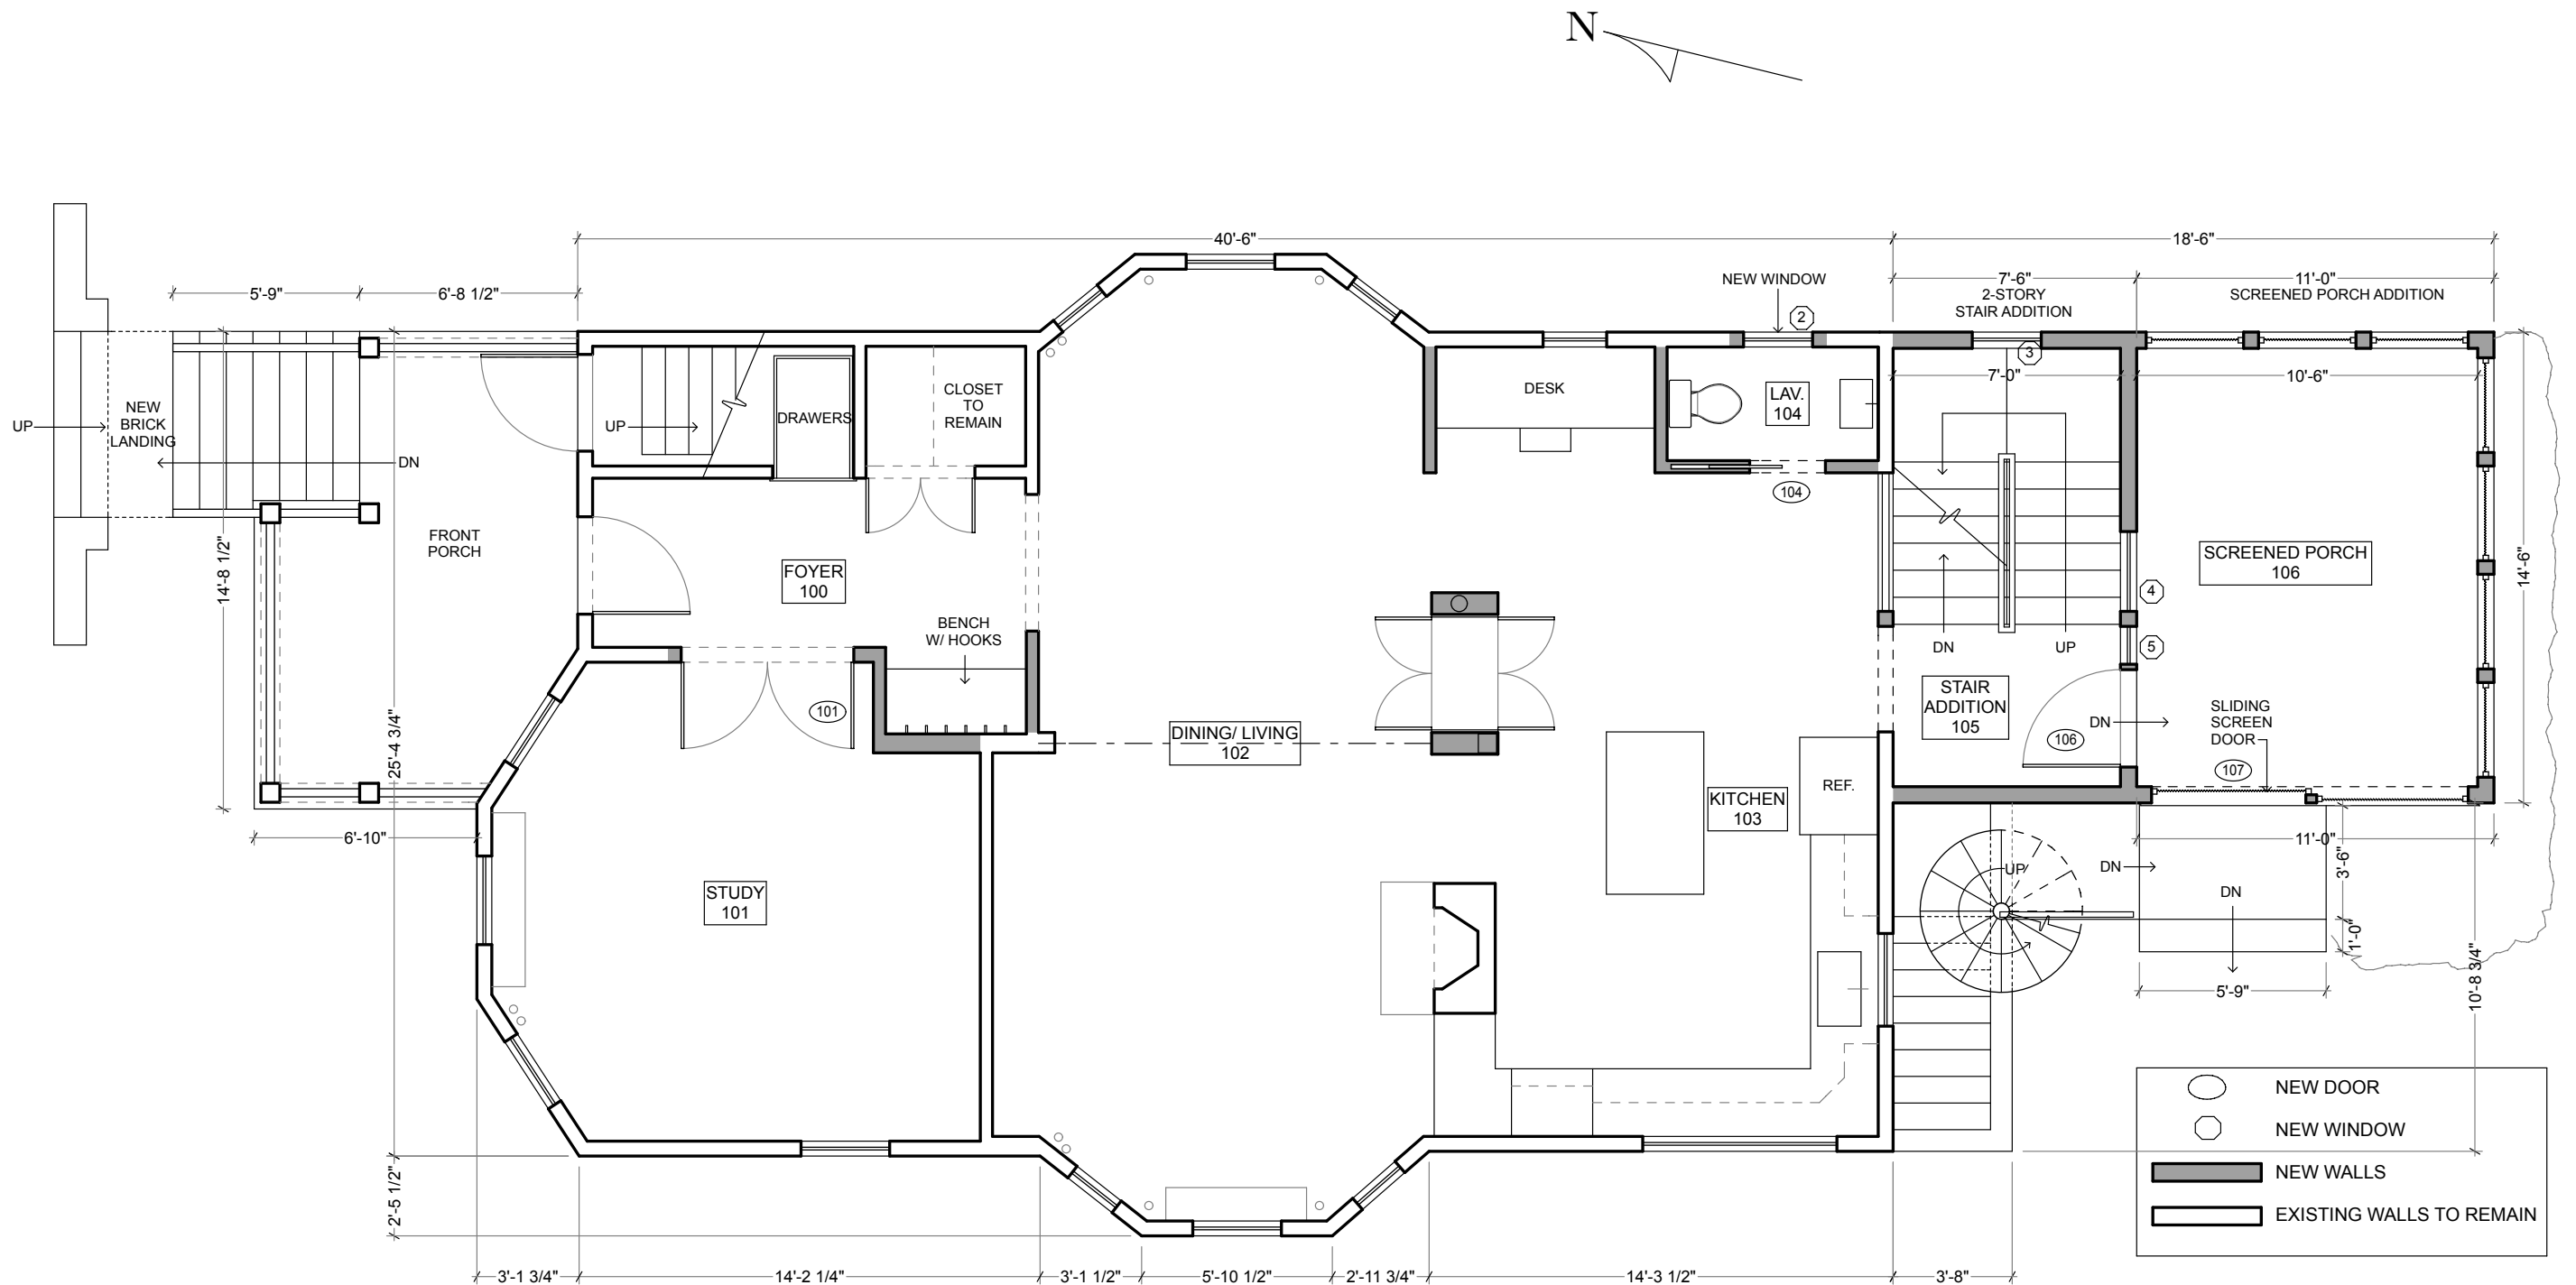 N
40'-6"
18'-6"
5'-9"
6'-8 1/2"
NEW WINDOW
2
7'-6"
2-STORY
STAIR
ADDITION
11'-0"
SCREENED PORCH ADDITION
3
7'-0"
10'-6"
UP
NEW
BRICK
LANDING
DN
FRONT
PORCH
UP
DRAWERS
CLOSET
TO
REMAIN
DESK
LAV.
104
104
14'-8 1/2"
25'-4 3/4"
FOYER
100
BENCH
W/ HOOKS
101
SCREENED PORCH
106
14'-6"
4
5
DN
UP
STAIR
ADDITION
105
DN
106
SLIDING
SCREEN
DOOR
107
DINING/ LIVING
102
KITCHEN
103
REF.
6'-10"
STUDY
101
UP
DN
DN
11'-0"
3'-6"
1'-0"
5'-9"
10'-8 3/4"
2'-5 1/2"
NEW DOOR
NEW WINDOW
NEW WALLS
EXISTING WALLS TO REMAIN
3'-1 3/4"
14'-2 1/4"
3'-1 1/2"
5'-10 1/2"
2'-11 3/4"
14'-3 1/2"
3'-8"